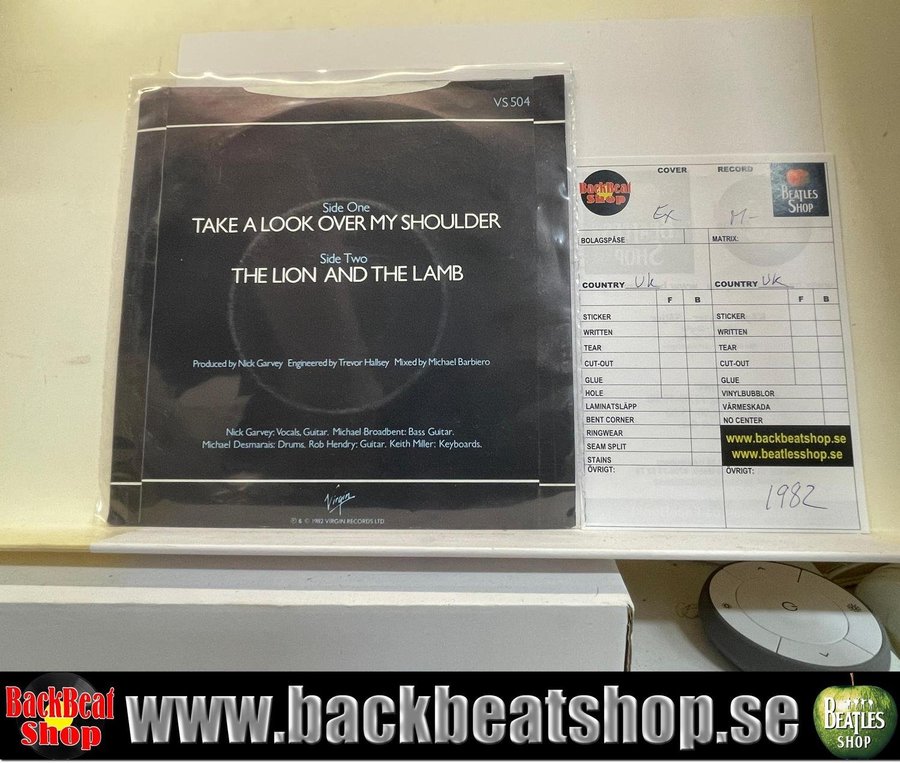 VS 504
Side One
TAKE A LOOK OVER MY SHOULDER
Side Two
THE LION AND THE LAMB
Produced by Nick Garvey Engineered by Trevor Hallsey Mixed by Michael Barbiero
Nick Garvey: Vocals, Guitar. Michael Broadbent: Bass Guitar.
Michael Desmarais: Drums. Rob Hendry: Guitar. Keith Miller: Keyboards.
Virgin
℗ & © 1982 VIRGIN RECORDS LTD
BackBeat
Shop
COVER
RECORD
BEATLES
SHOP
Ex
M-
BOLAGSPÅSE
MATRIX:
COUNTRY UK
COUNTRY UK
F B
F B
STICKER
STICKER
WRITTEN
WRITTEN
TEAR
TEAR
CUT-OUT
CUT-OUT
GLUE
GLUE
HOLE
VINYLBUBBLOR
LAMINATSLÄPP
VÄRMESKADA
BENT CORNER
NO CENTER
RINGWEAR
SEAM SPLIT
STAINS
www.backbeatshop.se
www.beatlesshop.se
ÖVRIGT:
ÖVRIGT:
1982
BackBeat
Shop
www.backbeatshop.se
BEATLES
SHOP